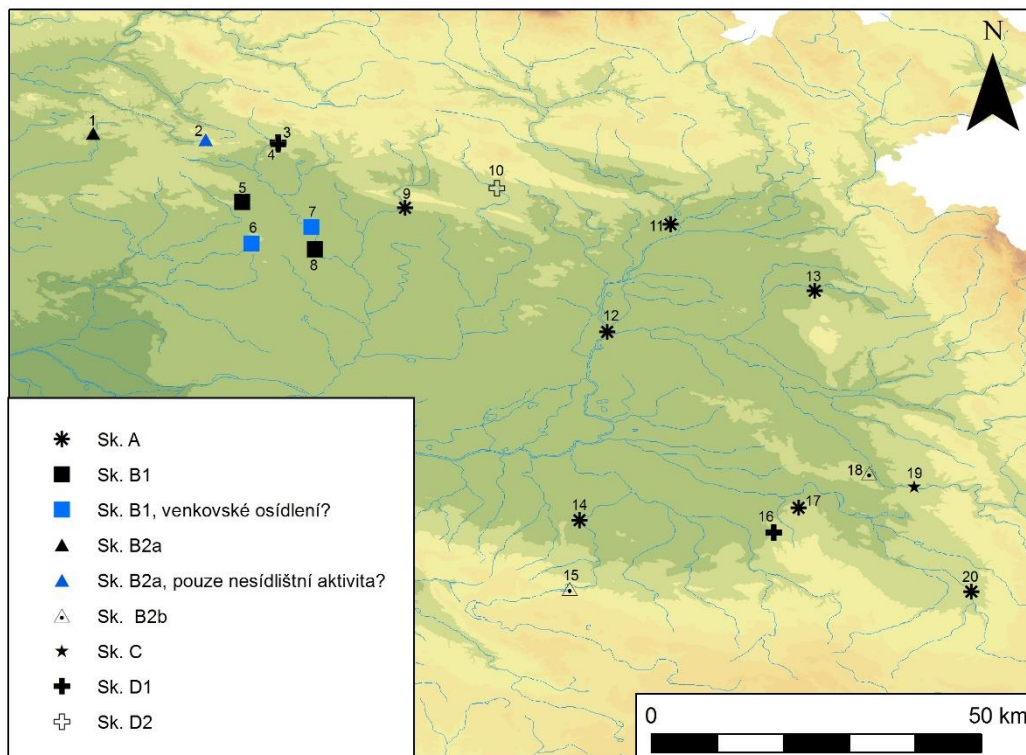 N
1
2
3
4
5
6
7
8
9
10
11
12
13
14
15
16
17
18
19
20
Sk. A
Sk. B1
Sk. B1, venkovské osídlení?
Sk. B2a
Sk. B2a, pouze nesídlištní aktivita?
Sk. B2b
Sk. C
Sk. D1
Sk. D2
0 50 km